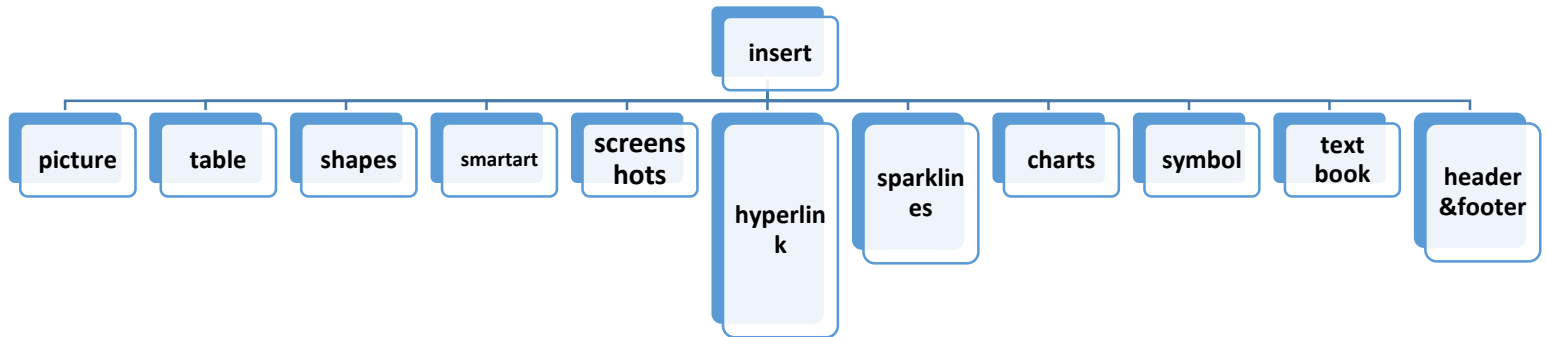 insert
picture
table
shapes
smartart
screens
hots
hyperlin
k
sparklin
es
charts
symbol
text
book
header
&footer